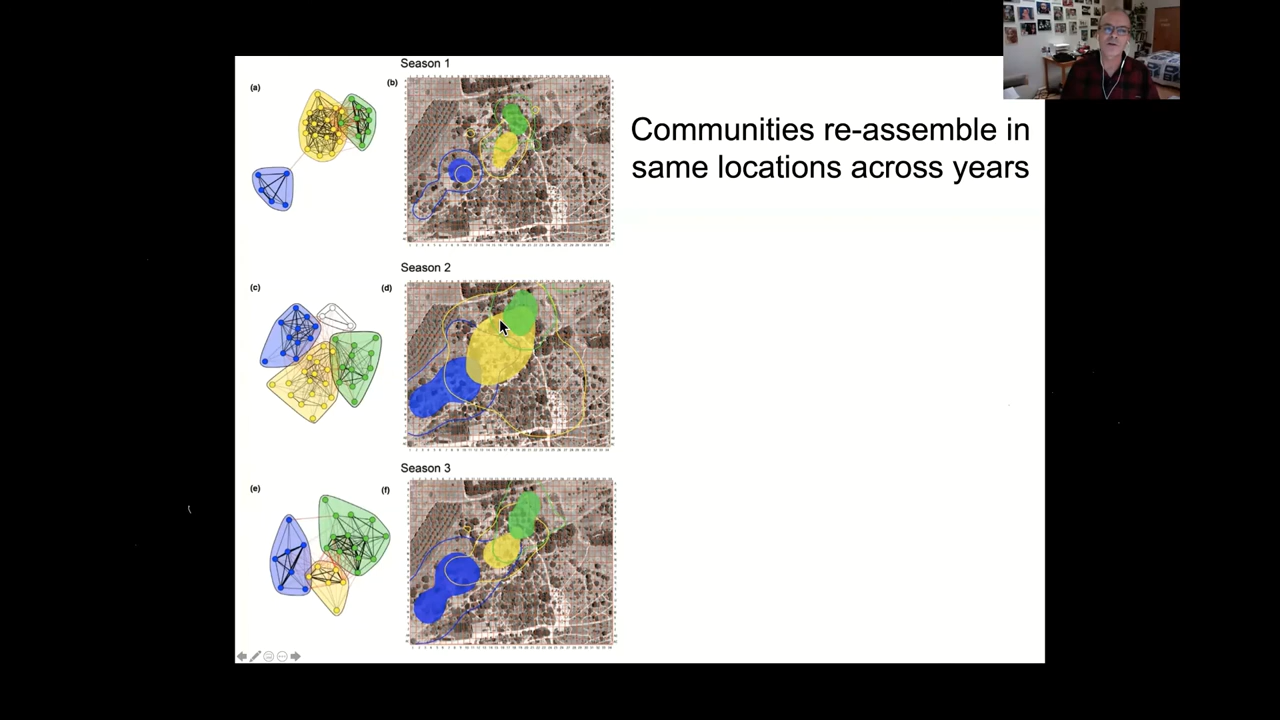 Season 1
(a)
(b)
Communities re-assemble in
same locations across years
Season 2
(c)
(d)
Season 3
(e)
(f)